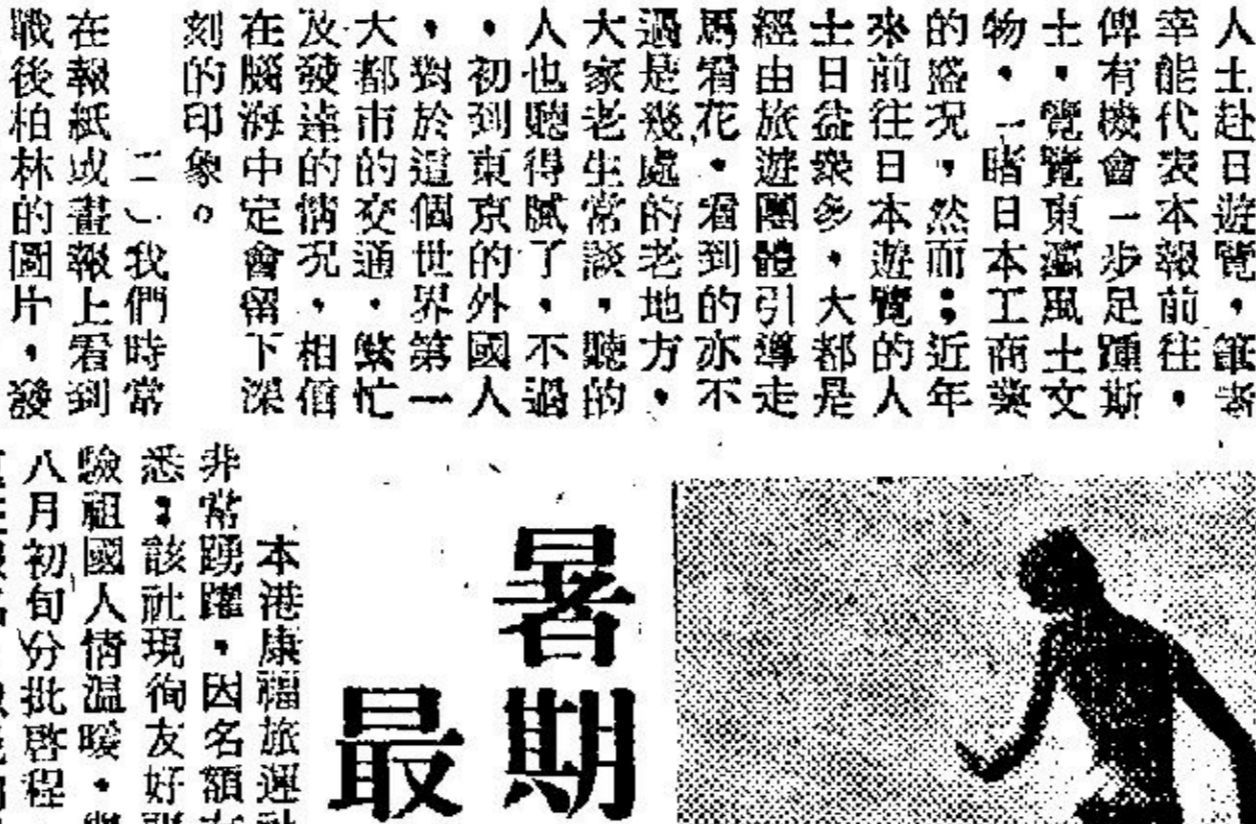 人士赴日遊覽，筆者
幸能代表本報前往，
俾有機會一步足踵斯
士，覽覽東瀛風土文
物，一睹日本工商業
的盛況，然而；近年
來前往日本遊覽的人
士日益衆多，大都是
經由旅遊團體引導走
馬看花，看到的亦不
過是幾處的老地方，
大家老生常談，聽的
人也聽得膩了，不過
，初到東京的外國人
，對於這個世界第一
大都市的交通，繁忙
及發達的情況，相信
在腦海中定會留下深
刻的印象。
二、我們時常
在報紙或畫報上看到
戰後柏林的圖片，發
暑期
最
本港康福旅運社
非常踴躍，因名額有
悉：該社現徇友好
驗祖國人情温暖，
八月初旬分批啓程，